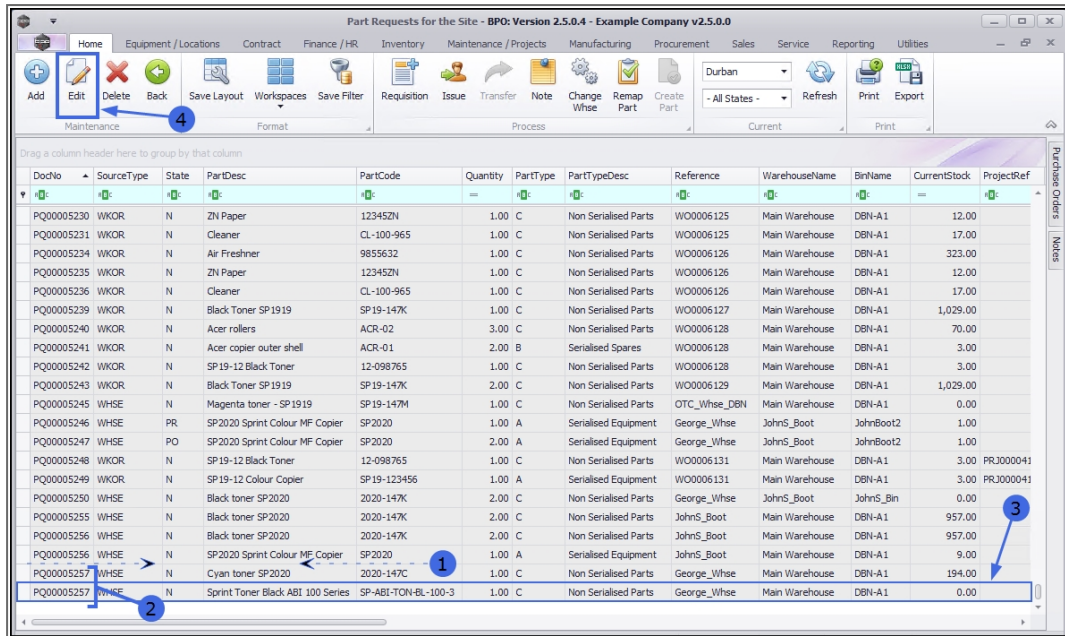 Part Requests for the Site - BPO: Version 2.5.0.4 - Example Company v2.5.0.0
Home Equipment / Locations Contract Finance / HR Inventory Maintenance / Projects Manufacturing Procurement Sales Service Reporting Utilities
Add Edit Delete Back Save Layout Workspaces Save Filter Requisition Issue Transfer Note Change Whse Remap Part Create Part Durban - All States - Refresh Print Export
4
Maintenance Format Process Current Print
Drag a column header here to group by that column
DocNo SourceType State PartDesc PartCode Quantity PartType PartTypeDesc Reference WarehouseName BinName CurrentStock ProjectRef
PQ00005230 WKOR N ZN Paper 12345ZN 1.00 C Non Serialised Parts WO0006125 Main Warehouse DBN-A1 12.00
PQ00005231 WKOR N Cleaner CL-100-965 1.00 C Non Serialised Parts WO0006125 Main Warehouse DBN-A1 17.00
PQ00005234 WKOR N Air Freshner 9855632 1.00 C Non Serialised Parts WO0006126 Main Warehouse DBN-A1 323.00
PQ00005235 WKOR N ZN Paper 12345ZN 1.00 C Non Serialised Parts WO0006126 Main Warehouse DBN-A1 12.00
PQ00005236 WKOR N Cleaner CL-100-965 1.00 C Non Serialised Parts WO0006126 Main Warehouse DBN-A1 17.00
PQ00005239 WKOR N Black Toner SP1919 SP19-147K 1.00 C Non Serialised Parts WO0006127 Main Warehouse DBN-A1 1,029.00
PQ00005240 WKOR N Acer rollers ACR-02 3.00 C Non Serialised Parts WO0006128 Main Warehouse DBN-A1 70.00
PQ00005241 WKOR N Acer copier outer shell ACR-01 2.00 B Serialised Spares WO0006128 Main Warehouse DBN-A1 3.00
PQ00005242 WKOR N SP19-12 Black Toner 12-098765 1.00 C Non Serialised Parts WO0006128 Main Warehouse DBN-A1 3.00
PQ00005243 WKOR N Black Toner SP1919 SP19-147K 2.00 C Non Serialised Parts WO0006129 Main Warehouse DBN-A1 1,029.00
PQ00005245 WHSE N Magenta toner - SP1919 SP19-147M 1.00 C Non Serialised Parts OTC_Whse_DBN Main Warehouse DBN-A1 0.00
PQ00005246 WHSE PR SP2020 Sprint Colour MF Copier SP2020 1.00 A Serialised Equipment George_Whse JohnS_Boot JohnBoot2 1.00
PQ00005247 WHSE PO SP2020 Sprint Colour MF Copier SP2020 2.00 A Serialised Equipment George_Whse JohnS_Boot JohnBoot2 1.00
PQ00005248 WKOR N SP19-12 Black Toner 12-098765 1.00 C Non Serialised Parts WO0006131 Main Warehouse DBN-A1 3.00 PRJ000041
PQ00005249 WKOR N SP19-12 Colour Copier SP19-123456 1.00 A Serialised Equipment WO0006131 Main Warehouse DBN-A1 3.00 PRJ000041
PQ00005250 WHSE N Black toner SP2020 2020-147K 2.00 C Non Serialised Parts George_Whse JohnS_Boot JohnS_Bin 0.00
PQ00005255 WHSE N Black toner SP2020 2020-147K 2.00 C Non Serialised Parts JohnS_Boot Main Warehouse DBN-A1 957.00
3
PQ00005256 WHSE N Black toner SP2020 2020-147K 2.00 C Non Serialised Parts JohnS_Boot Main Warehouse DBN-A1 957.00
PQ00005256 WHSE N SP2020 Sprint Colour MF Copier SP2020 1.00 A Serialised Equipment JohnS_Boot Main Warehouse DBN-A1 9.00
1
PQ00005257 WHSE N Cyan toner SP2020 2020-147C 1.00 C Non Serialised Parts George_Whse Main Warehouse DBN-A1 194.00
PQ00005257 WHSE N Sprint Toner Black ABI 100 Series SP-ABI-TON-BL-100-3 1.00 C Non Serialised Parts George_Whse Main Warehouse DBN-A1 0.00
2
Purchase Orders
Notes